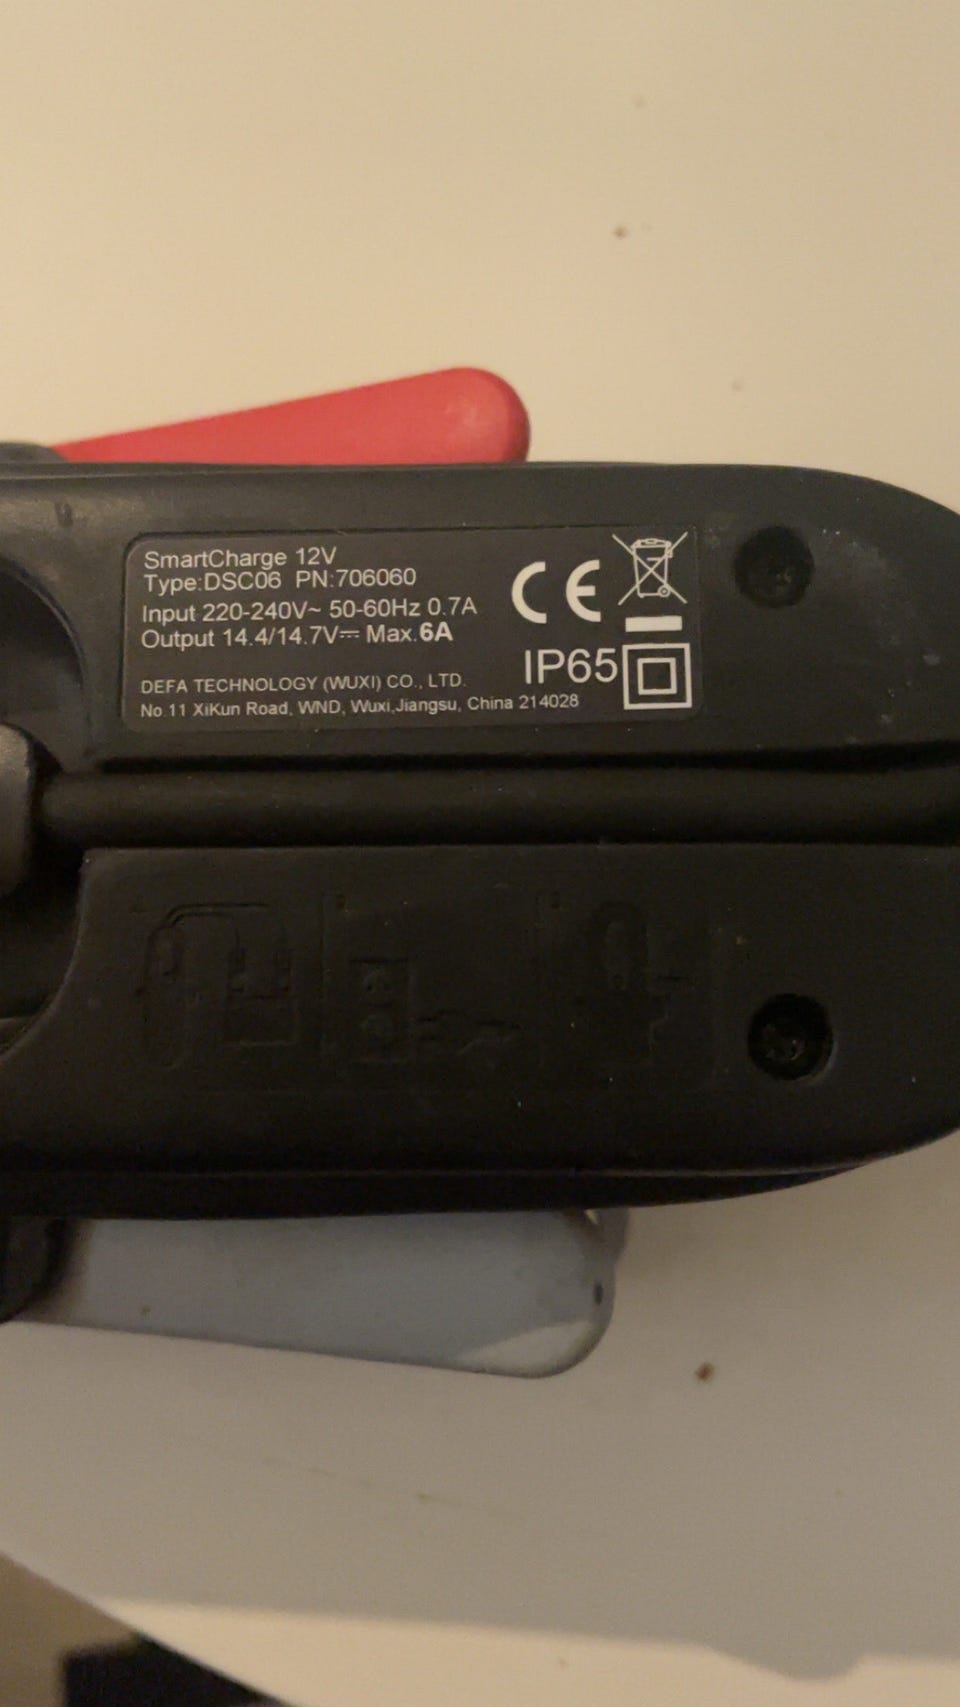 SmartCharge 12V
Type:DSC06 PN:706060
Input 220-240V~ 50-60Hz 0.7A
Output 14.4/14.7V⎓ Max.6A
CE
IP65
DEFA TECHNOLOGY (WUXI) CO., LTD.
No.11 XiKun Road, WND, Wuxi,Jiangsu, China 214028